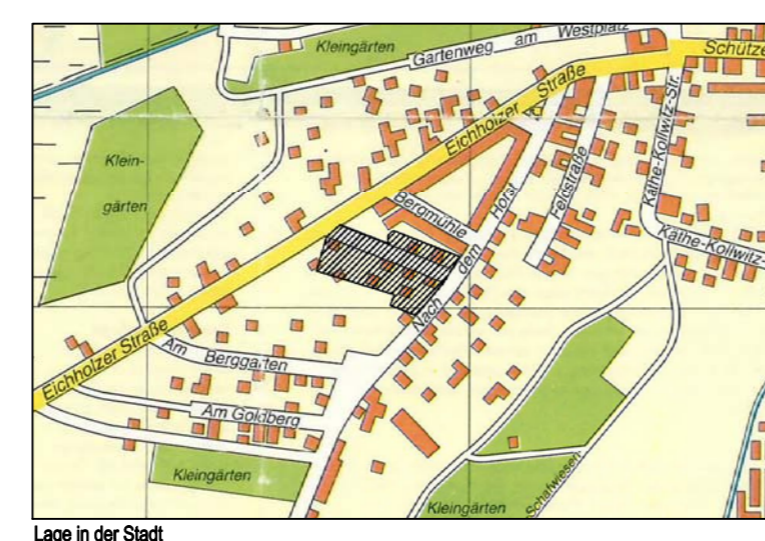 Kleingärten
Gartenweg am Westplatz
Schütze
Eichholzer Straße
Klein-
gärten
Bergmühle
Nach dem Horst
Feldstraße
Käthe-Kollwitz-Str.
Käthe-Kollwitz-
Eichholzer Straße
Am Berggarten
Am Goldberg
Kleingärten
Kleingärten
Schafwiesen
Lage in der Stadt